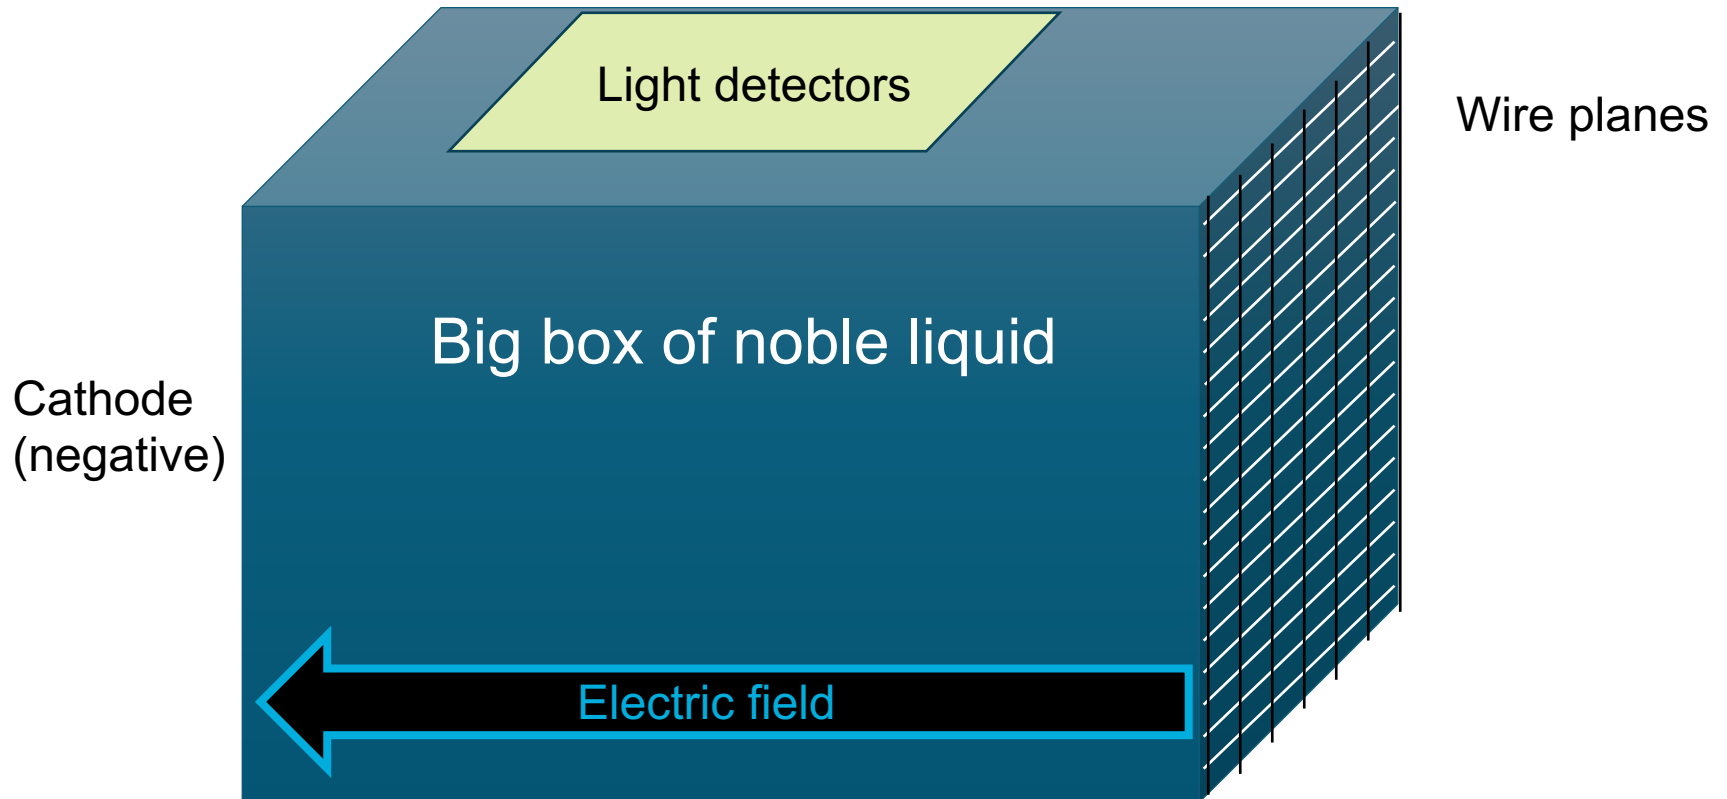 Light detectors
Wire planes
Big box of noble liquid
Cathode
(negative)
Electric field